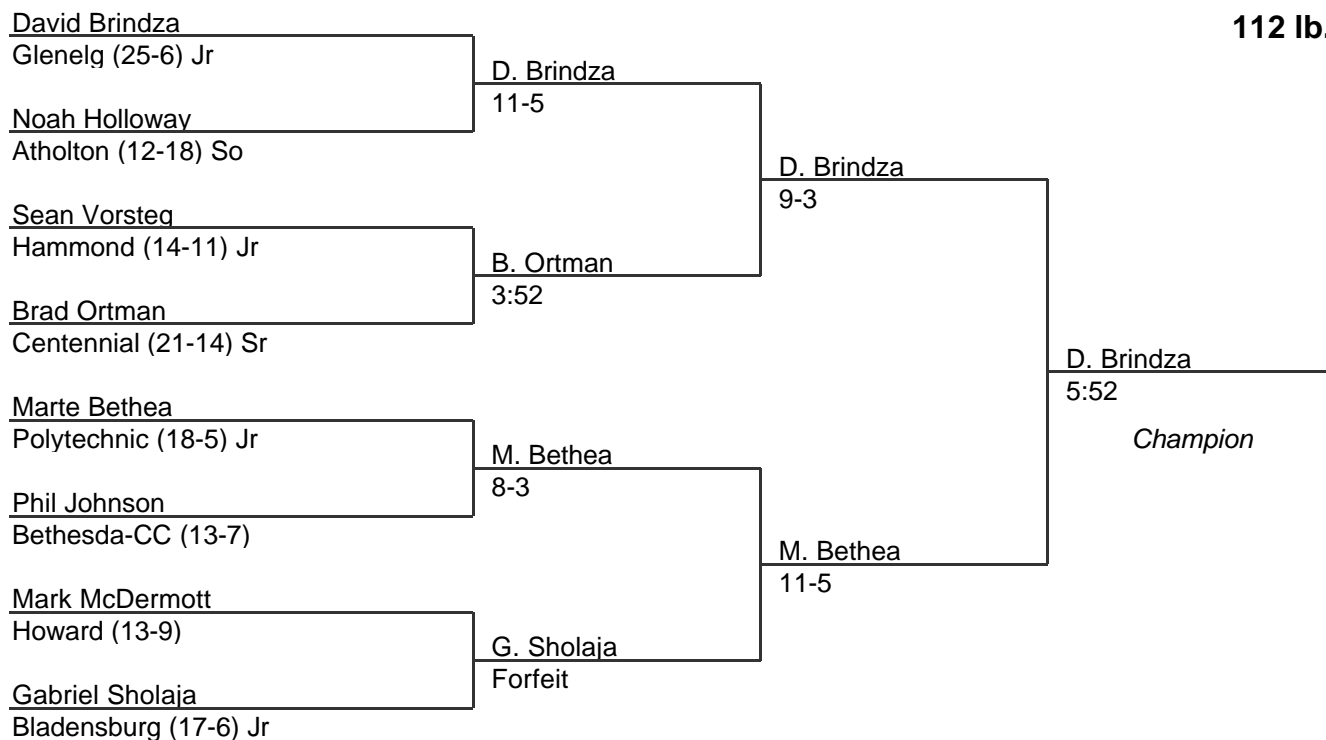 David Brindza
112 lb.
Glenelg (25-6) Jr
D. Brindza
11-5
Noah Holloway
Atholton (12-18) So
D. Brindza
9-3
Sean Vorsteg
Hammond (14-11) Jr
B. Ortman
3:52
Brad Ortman
Centennial (21-14) Sr
D. Brindza
5:52
Marte Bethea
Polytechnic (18-5) Jr
Champion
M. Bethea
8-3
Phil Johnson
Bethesda-CC (13-7)
M. Bethea
11-5
Mark McDermott
Howard (13-9)
G. Sholaja
Forfeit
Gabriel Sholaja
Bladensburg (17-6) Jr